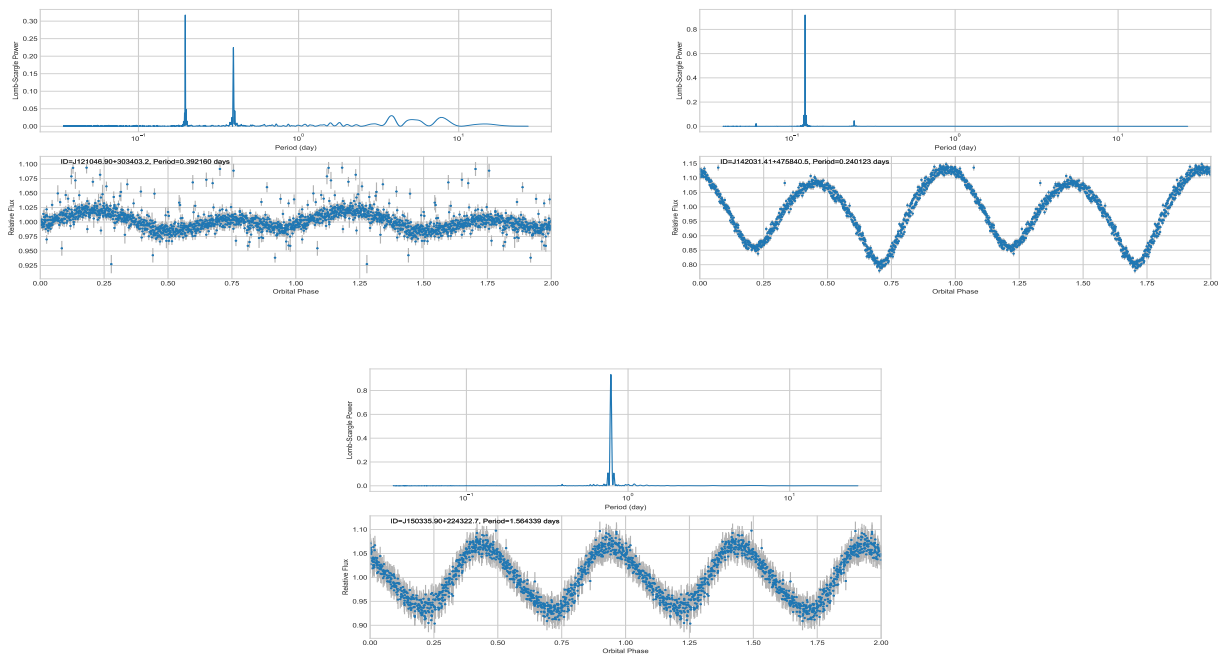 Lomb-Scargle Power
0.30
0.25
0.20
0.15
0.10
0.05
0.00
10⁻¹ 10⁰ 10¹
Period (day)
ID=J121046.90+303403.2, Period=0.392160 days
Relative Flux
1.100
1.075
1.050
1.025
1.000
0.975
0.950
0.925
0.00 0.25 0.50 0.75 1.00 1.25 1.50 1.75 2.00
Orbital Phase
Lomb-Scargle Power
0.8
0.6
0.4
0.2
0.0
10⁻¹ 10⁰ 10¹
Period (day)
ID=J142031.41+475840.5, Period=0.240123 days
Relative Flux
1.15
1.10
1.05
1.00
0.95
0.90
0.85
0.80
0.00 0.25 0.50 0.75 1.00 1.25 1.50 1.75 2.00
Orbital Phase
Lomb-Scargle Power
0.8
0.6
0.4
0.2
0.0
10⁻¹ 10⁰ 10¹
Period (day)
ID=J150335.90+224322.7, Period=1.564339 days
Relative Flux
1.10
1.05
1.00
0.95
0.90
0.00 0.25 0.50 0.75 1.00 1.25 1.50 1.75 2.00
Orbital Phase